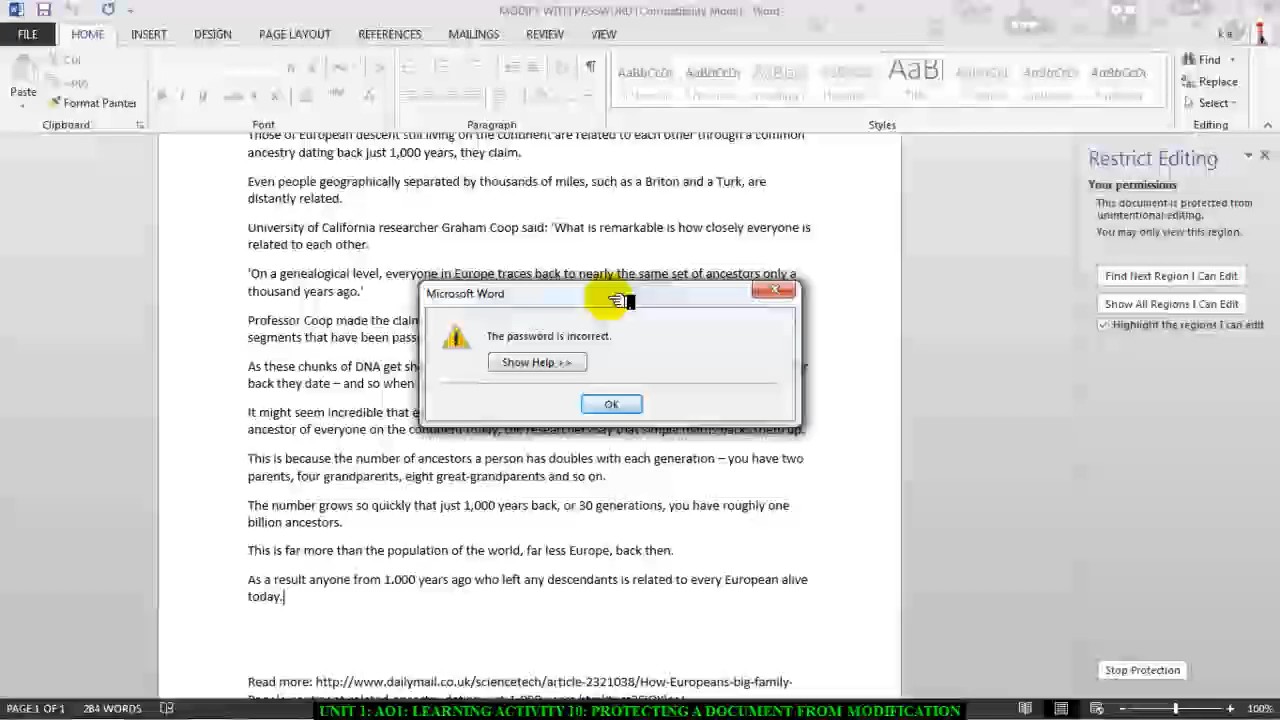 MODIFY WITH PASSWORD [Compatibility Mode] - Word
FILE HOME INSERT DESIGN PAGE LAYOUT REFERENCES MAILINGS REVIEW VIEW
Paste
Cut
Format Painter
Clipboard
Font
Paragraph
AaBbCcDc AaBbCcDc AaBbCc AaBbCc AaB AaBbCcC AaBbCcDc AaBbCcDc
Styles
Find
Replace
Select
Editing
Those of European descent still living on the continent are related to each other through a common
ancestry dating back just 1,000 years, they claim.
Even people geographically separated by thousands of miles, such as a Briton and a Turk, are
distantly related.
University of California researcher Graham Coop said: 'What is remarkable is how closely everyone is
related to each other.
'On a genealogical level, everyone in Europe traces back to nearly the same set of ancestors only a
thousand years ago.'
Professor Coop made the claim
segments that have been pass
As these chunks of DNA get sh
back they date – and so when
It might seem incredible that e
ancestor of everyone on the continent today, the researchers say that simple maths backs them up.
This is because the number of ancestors a person has doubles with each generation – you have two
parents, four grandparents, eight great-grandparents and so on.
The number grows so quickly that just 1,000 years back, or 30 generations, you have roughly one
billion ancestors.
This is far more than the population of the world, far less Europe, back then.
As a result anyone from 1,000 years ago who left any descendants is related to every European alive
today.
Read more: http://www.dailymail.co.uk/sciencetech/article-2321038/How-Europeans-big-family-
Microsoft Word
The password is incorrect.
Show Help >>
OK
Restrict Editing
Your permissions
This document is protected from
unintentional editing.
You may only view this region.
Find Next Region I Can Edit
Show All Regions I Can Edit
Highlight the regions I can edit
Stop Protection
PAGE 1 OF 1 284 WORDS
100%
UNIT 1: AO1: LEARNING ACTIVITY 10: PROTECTING A DOCUMENT FROM MODIFICATION